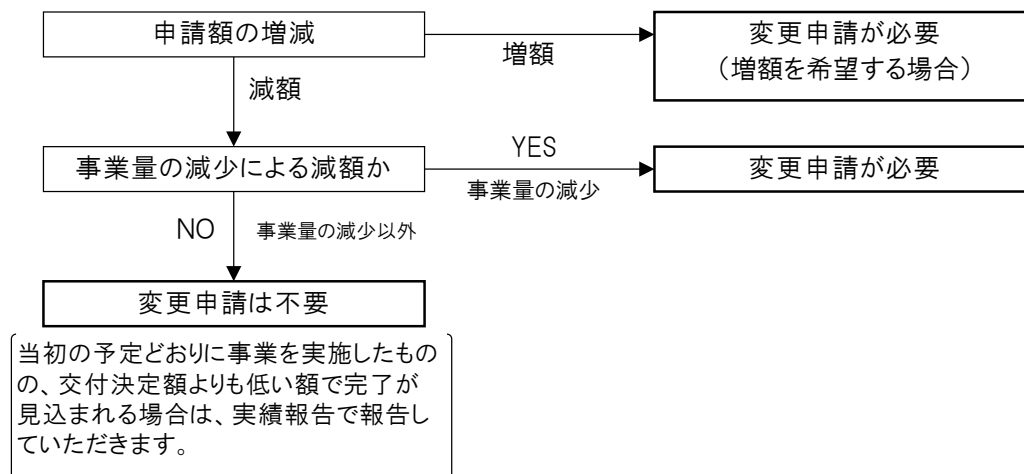 申請額の増減
増額
変更申請が必要
（増額を希望する場合）
減額
事業量の減少による減額か
YES
事業量の減少
変更申請が必要
NO
事業量の減少以外
変更申請は不要
当初の予定どおりに事業を実施したもの
の、交付決定額よりも低い額で完了が
見込まれる場合は、実績報告で報告し
ていただきます。